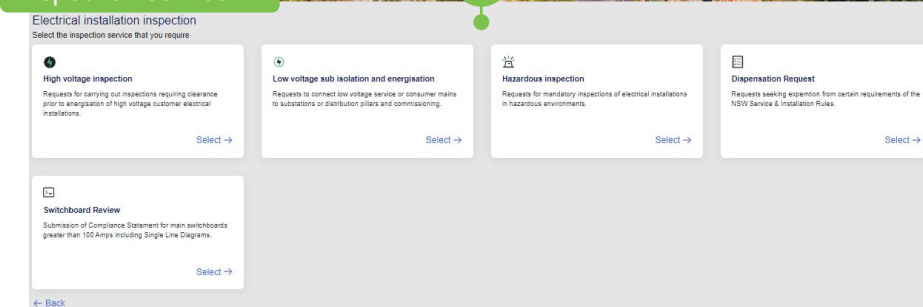 Electrical installation inspection
Select the inspection service that you require
High voltage inspection
Requests for carrying out inspections requiring clearance
prior to energisation of high voltage customer electrical
installations.
Select →
Low voltage sub isolation and energisation
Requests to connect low voltage service or consumer mains
to substations or distribution pillars and commissioning.
Select →
Hazardous inspection
Requests for mandatory inspections of electrical installations
in hazardous environments.
Select →
Dispensation Request
Requests seeking expemtion from certain requirements of the
NSW Service & Installation Rules.
Select →
Switchboard Review
Submission of Compliance Statement for main switchboards
greater than 100 Amps including Single Line Diagrams.
Select →
← Back